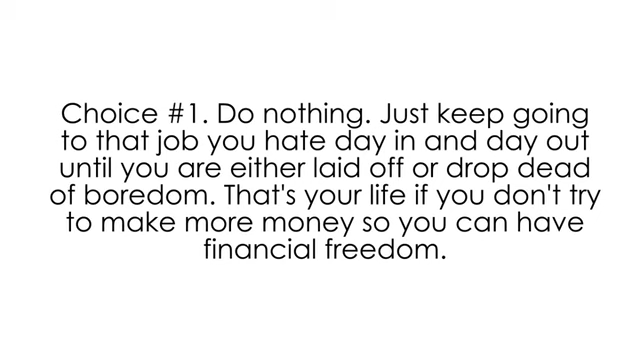 Choice #1. Do nothing. Just keep going
to that job you hate day in and day out
until you are either laid off or drop dead
of boredom. That's your life if you don't try
to make more money so you can have
financial freedom.